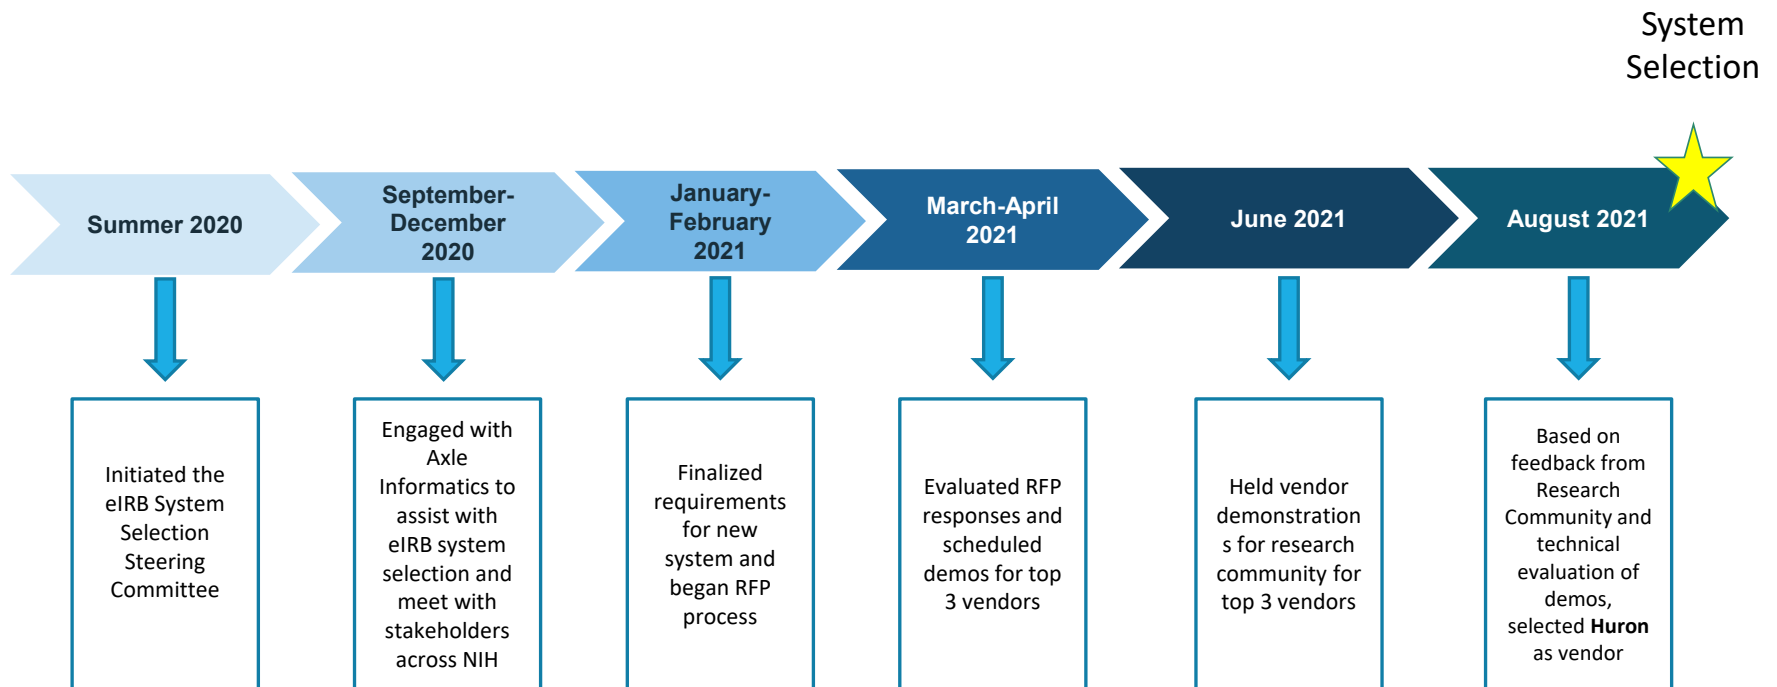 System
Selection
Summer 2020
September-
December
2020
January-
February
2021
March-April
2021
June 2021
August 2021
Initiated the
eIRB System
Selection
Steering
Committee
Engaged with
Axle
Informatics to
assist with
eIRB system
selection and
meet with
stakeholders
across NIH
Finalized
requirements
for new
system and
began RFP
process
Evaluated RFP
responses and
scheduled
demos for top
3 vendors
Held vendor
demonstration
s for research
community for
top 3 vendors
Based on
feedback from
Research
Community and
technical
evaluation of
demos,
selected Huron
as vendor